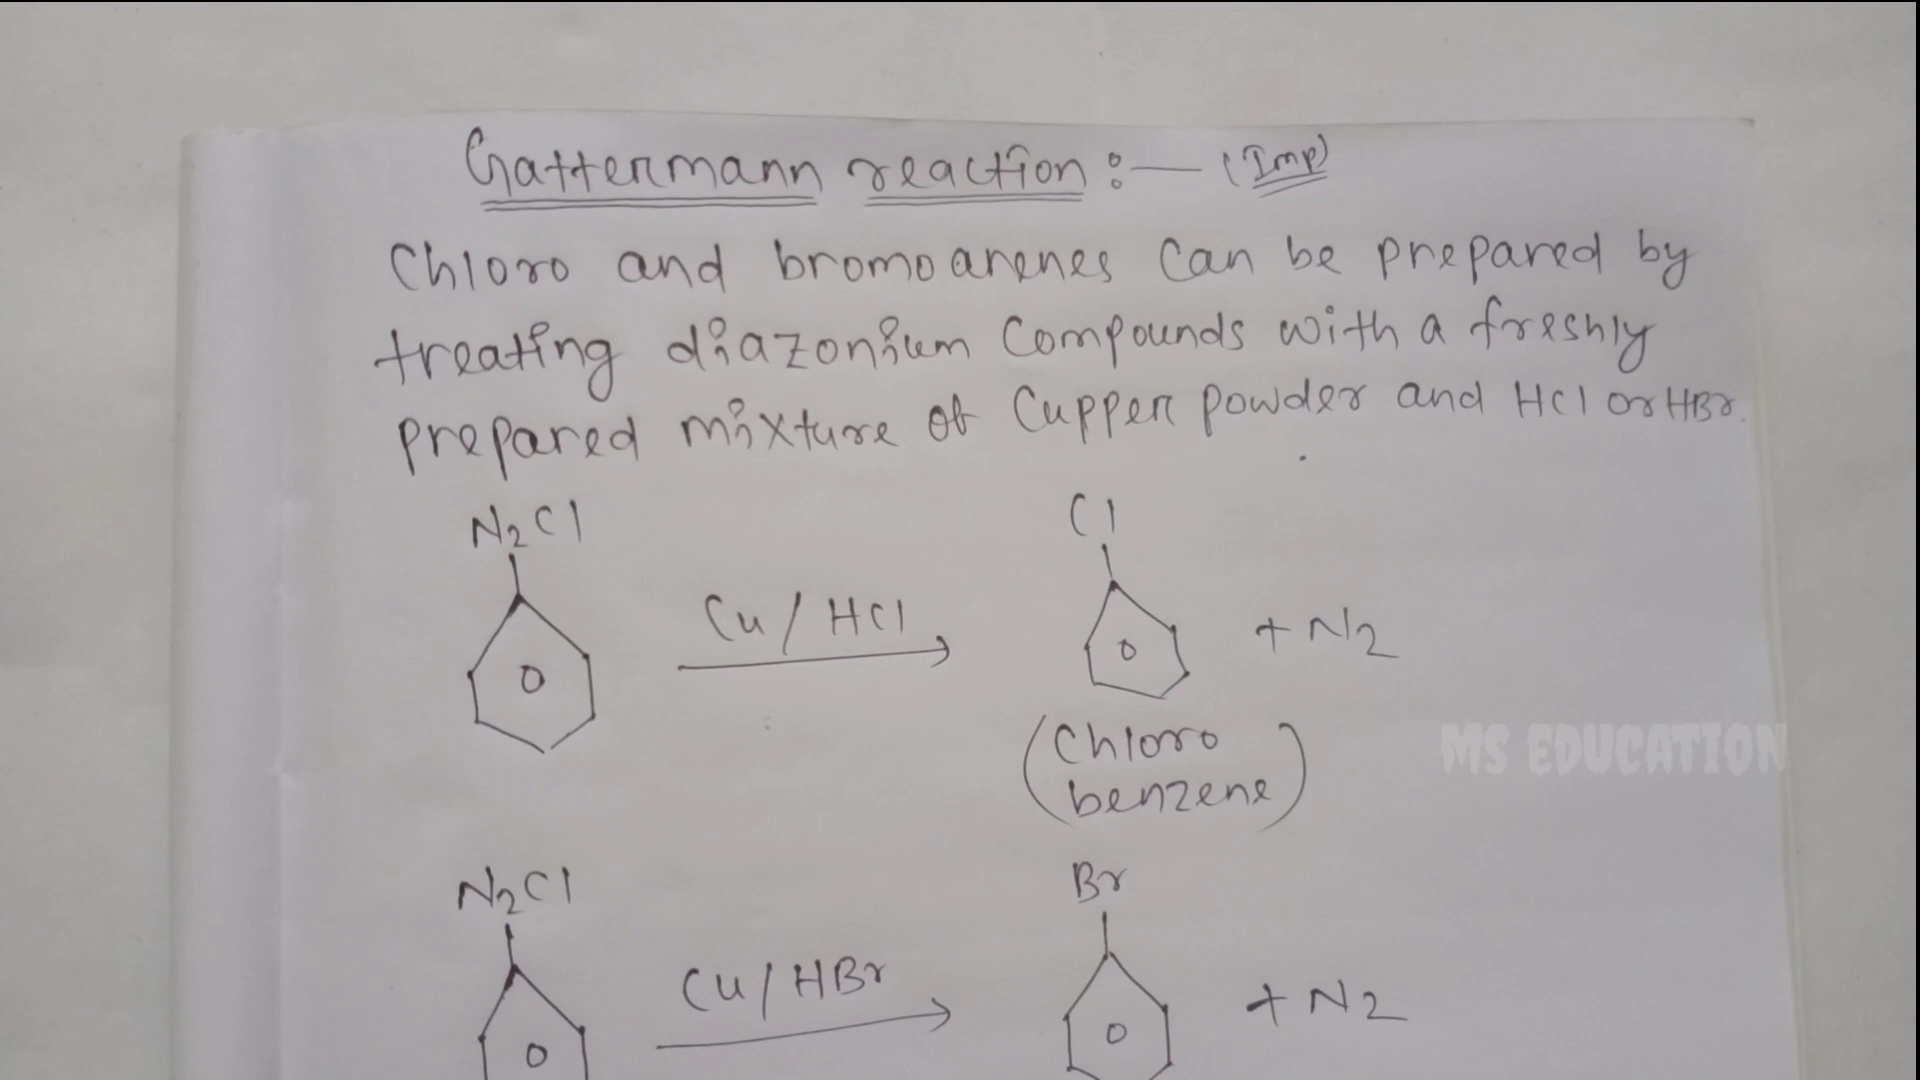 Gattermann reaction :— (Imp)
Chloro and bromoarenes can be prepared by
treating diazonium compounds with a freshly
prepared mixture of Cupper powder and HCl or HBr.
N2Cl
Cl
Cu / HCl
+ N2
(Chloro
benzene)
MS EDUCATION
N2Cl
Br
Cu / HBr
+ N2